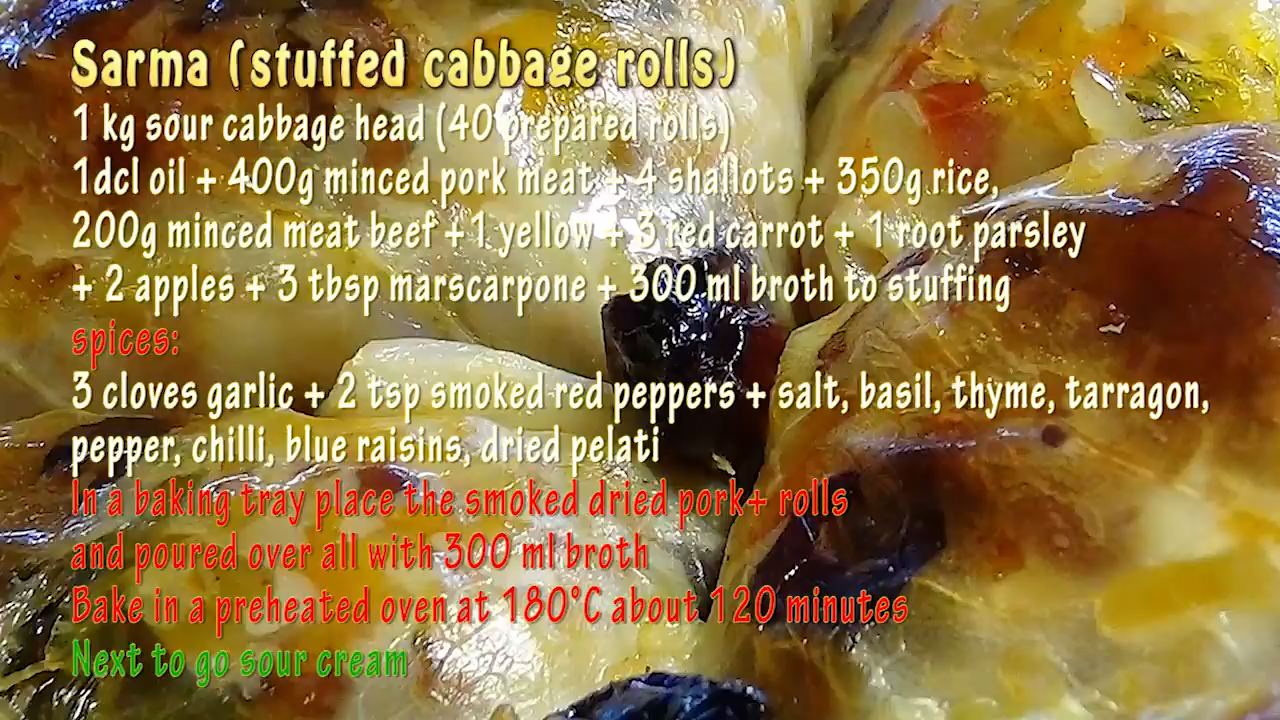 Sarma (stuffed cabbage rolls)
1 kg sour cabbage head (40 prepared rolls)
1dcl oil + 400g minced pork meat + 4 shallots + 350g rice,
200g minced meat beef + 1 yellow + 3 red carrot + 1 root parsley
+ 2 apples + 3 tbsp marscarpone + 300 ml broth to stuffing
spices:
3 cloves garlic + 2 tsp smoked red peppers + salt, basil, thyme, tarragon,
pepper, chilli, blue raisins, dried pelati
In a baking tray place the smoked dried pork+ rolls
and poured over all with 300 ml broth
Bake in a preheated oven at 180°C about 120 minutes
Next to go sour cream